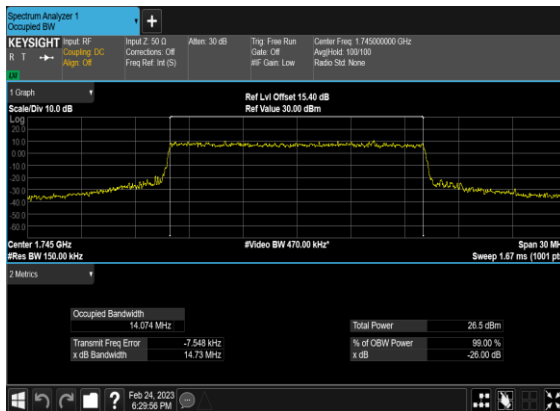 Spectrum Analyzer 1
Occupied BW
KEYSIGHT
R T
LW
Input: RF
Coupling: DC
Align: Off
Input Z: 50 Ω
Corrections: Off
Freq Ref: Int (S)
Atten: 30 dB
Trig: Free Run
Gate: Off
#IF Gain: Low
Center Freq: 1.745000000 GHz
Avg|Hold: 100/100
Radio Std: None
1 Graph
Scale/Div 10.0 dB
Ref Lvl Offset 15.40 dB
Ref Value 30.00 dBm
Log
20.0
10.0
0.00
-10.0
-20.0
-30.0
-40.0
-50.0
-60.0
Center 1.745 GHz
#Video BW 470.00 kHz*
Span 30 MH
#Res BW 150.00 kHz
Sweep 1.67 ms (1001 pts
2 Metrics
Occupied Bandwidth
14.074 MHz
Total Power 26.5 dBm
Transmit Freq Error -7.548 kHz
% of OBW Power 99.00 %
x dB Bandwidth 14.73 MHz
x dB -26.00 dB
?
Feb 24, 2023
6:29:56 PM